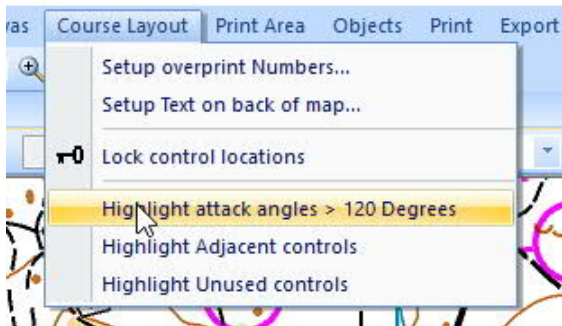 vas Course Layout Print Area Objects Print Export
Setup overprint Numbers...
Setup Text on back of map...
Lock control locations
Highlight attack angles > 120 Degrees
Highlight Adjacent controls
Highlight Unused controls